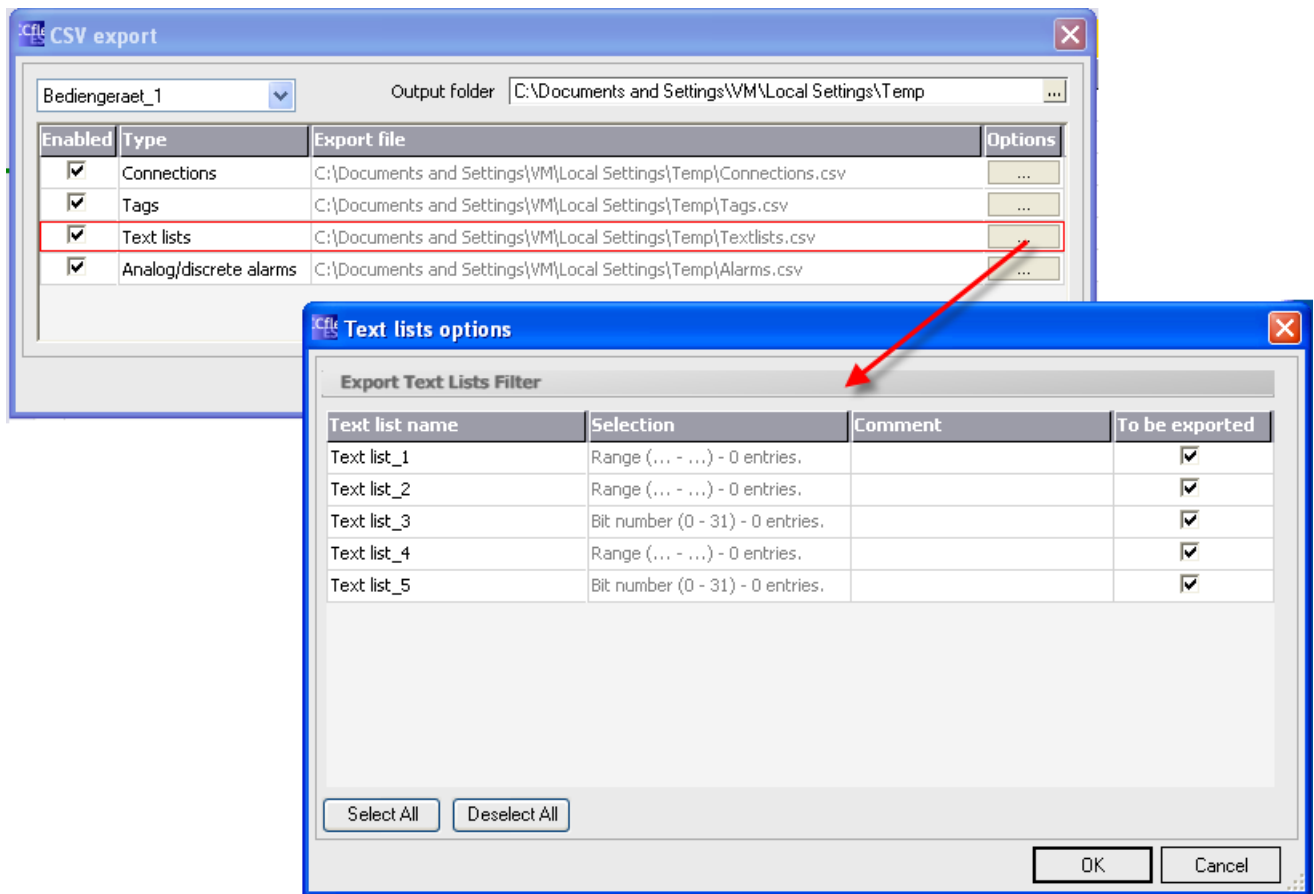 CSV export
Bediengeraet_1 Output folder C:\Documents and Settings\VM\Local Settings\Temp ...
Enabled Type Export file Options
Connections C:\Documents and Settings\VM\Local Settings\Temp\Connections.csv ...
Tags C:\Documents and Settings\VM\Local Settings\Temp\Tags.csv ...
Text lists C:\Documents and Settings\VM\Local Settings\Temp\Textlists.csv ...
Analog/discrete alarms C:\Documents and Settings\VM\Local Settings\Temp\Alarms.csv ...
Text lists options
Export Text Lists Filter
Text list name Selection Comment To be exported
Text list_1 Range (... - ...) - 0 entries.
Text list_2 Range (... - ...) - 0 entries.
Text list_3 Bit number (0 - 31) - 0 entries.
Text list_4 Range (... - ...) - 0 entries.
Text list_5 Bit number (0 - 31) - 0 entries.
Select All Deselect All
OK Cancel